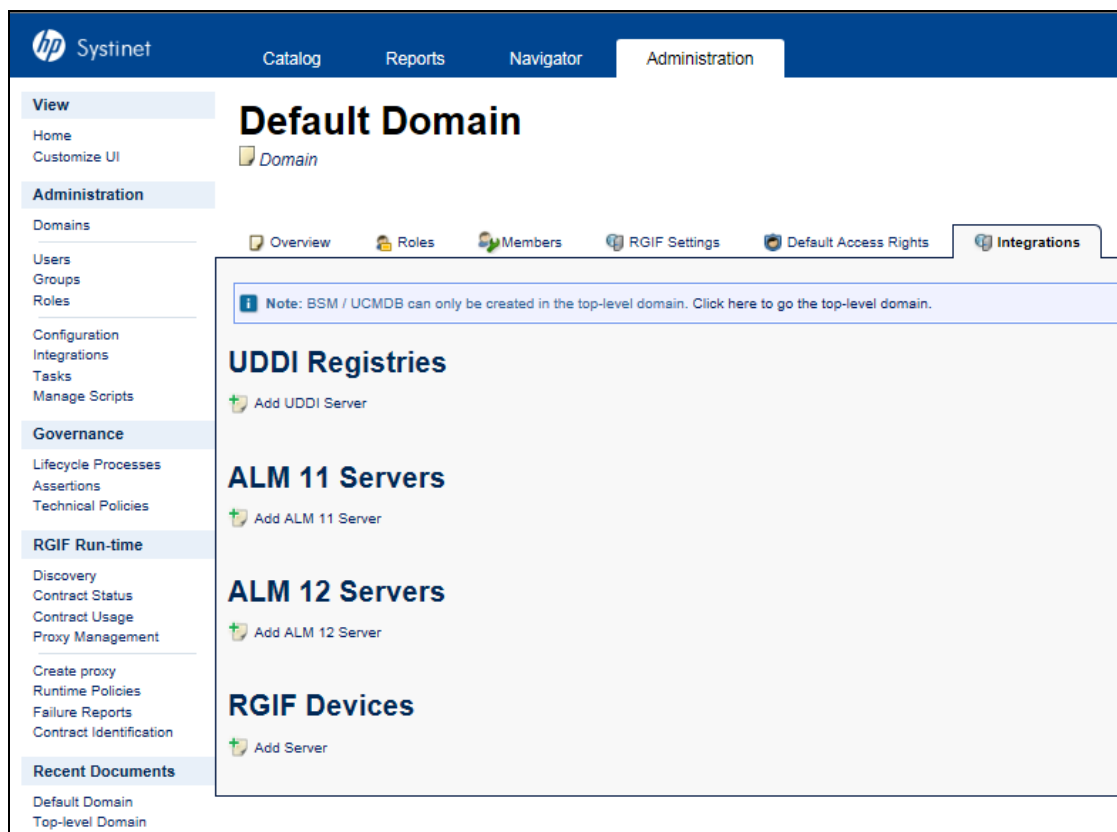 hp Systinet
Catalog Reports Navigator Administration
View
Home
Customize UI
Administration
Domains
Users
Groups
Roles
Configuration
Integrations
Tasks
Manage Scripts
Governance
Lifecycle Processes
Assertions
Technical Policies
RGIF Run-time
Discovery
Contract Status
Contract Usage
Proxy Management
Create proxy
Runtime Policies
Failure Reports
Contract Identification
Recent Documents
Default Domain
Top-level Domain
Default Domain
Domain
Overview Roles Members RGIF Settings Default Access Rights Integrations
Note: BSM / UCMDB can only be created in the top-level domain. Click here to go the top-level domain.
UDDI Registries
Add UDDI Server
ALM 11 Servers
Add ALM 11 Server
ALM 12 Servers
Add ALM 12 Server
RGIF Devices
Add Server